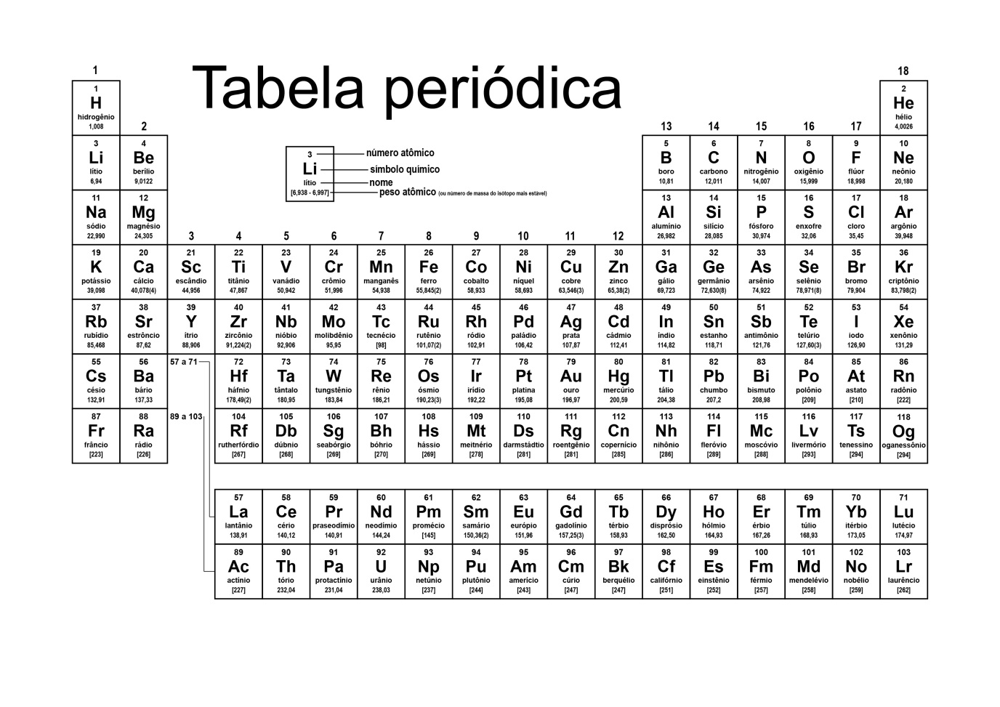 Tabela periódica
1 18
1 2
H He
hidrogênio hélio
1,008 4,0026
2 13 14 15 16 17
3 4 5 6 7 8 9 10
Li Be B C N O F Ne
lítio berílio boro carbono nitrogênio oxigênio flúor neônio
6,94 9,0122 10,81 12,011 14,007 15,999 18,998 20,180
3 número atômico
Li símbolo químico
lítio nome
[6,938 - 6,997] peso atômico (ou número de massa do isótopo mais estável)
11 12 13 14 15 16 17 18
Na Mg Al Si P S Cl Ar
sódio magnésio alumínio silício fósforo enxofre cloro argônio
22,990 24,305 26,982 28,085 30,974 32,06 35,45 39,948
3 4 5 6 7 8 9 10 11 12
19 20 21 22 23 24 25 26 27 28 29 30 31 32 33 34 35 36
K Ca Sc Ti V Cr Mn Fe Co Ni Cu Zn Ga Ge As Se Br Kr
potássio cálcio escândio titânio vanádio crômio manganês ferro cobalto níquel cobre zinco gálio germânio arsênio selênio bromo criptônio
39,098 40,078(4) 44,956 47,867 50,942 51,996 54,938 55,845(2) 58,933 58,693 63,546(3) 65,38(2) 69,723 72,630(8) 74,922 78,971(8) 79,904 83,798(2)
37 38 39 40 41 42 43 44 45 46 47 48 49 50 51 52 53 54
Rb Sr Y Zr Nb Mo Tc Ru Rh Pd Ag Cd In Sn Sb Te I Xe
rubídio estrôncio ítrio zircônio nióbio molibdênio tecnécio rutênio ródio paládio prata cádmio índio estanho antimônio telúrio iodo xenônio
85,468 87,62 88,906 91,224(2) 92,906 95,95 [98] 101,07(2) 102,91 106,42 107,87 112,41 114,82 118,71 121,76 127,60(3) 126,90 131,29
55 56 57 a 71 72 73 74 75 76 77 78 79 80 81 82 83 84 85 86
Cs Ba Hf Ta W Re Os Ir Pt Au Hg Tl Pb Bi Po At Rn
césio bário háfnio tântalo tungstênio rênio ósmio irídio platina ouro mercúrio tálio chumbo bismuto polônio astato radônio
132,91 137,33 178,49(2) 180,95 183,84 186,21 190,23(3) 192,22 195,08 196,97 200,59 204,38 207,2 208,98 [209] [210] [222]
87 88 89 a 103 104 105 106 107 108 109 110 111 112 113 114 115 116 117 118
Fr Ra Rf Db Sg Bh Hs Mt Ds Rg Cn Nh Fl Mc Lv Ts Og
frâncio rádio rutherfórdio dúbnio seabórgio bóhrio hássio meitnério darmstádtio roentgênio copernício nihônio fleróvio moscóvio livermório tenessino oganessônio
[223] [226] [267] [268] [269] [270] [269] [278] [281] [281] [285] [286] [289] [288] [293] [294] [294]
57 58 59 60 61 62 63 64 65 66 67 68 69 70 71
La Ce Pr Nd Pm Sm Eu Gd Tb Dy Ho Er Tm Yb Lu
lantânio cério praseodímio neodímio promécio samário európio gadolínio térbio disprósio hólmio érbio túlio itérbio lutécio
138,91 140,12 140,91 144,24 [145] 150,36(2) 151,96 157,25(3) 158,93 162,50 164,93 167,26 168,93 173,05 174,97
89 90 91 92 93 94 95 96 97 98 99 100 101 102 103
Ac Th Pa U Np Pu Am Cm Bk Cf Es Fm Md No Lr
actínio tório protactínio urânio netúnio plutônio amerício cúrio berquélio califórnio einstênio férmio mendelévio nobélio laurêncio
[227] 232,04 231,04 238,03 [237] [244] [243] [247] [247] [251] [252] [257] [258] [259] [262]